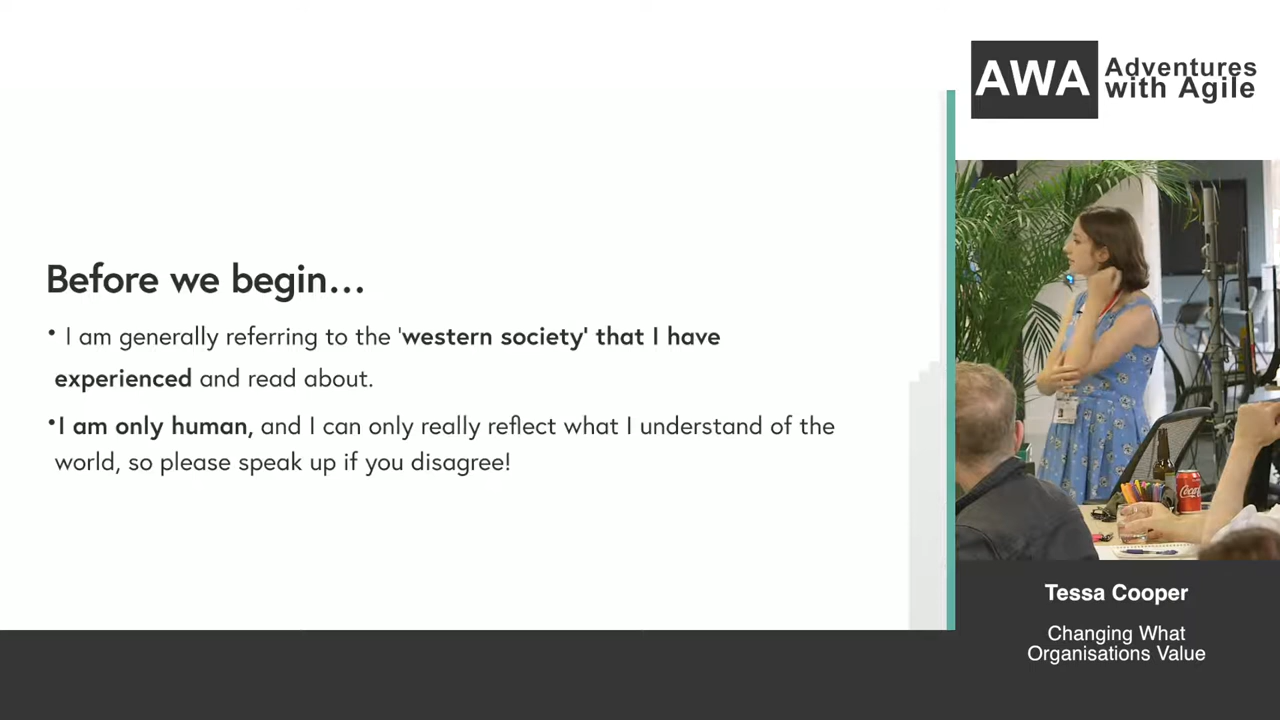 AWA Adventures
with Agile
Before we begin...
• I am generally referring to the 'western society' that I have
experienced and read about.
•I am only human, and I can only really reflect what I understand of the
world, so please speak up if you disagree!
Coca
Tessa Cooper
Changing What
Organisations Value